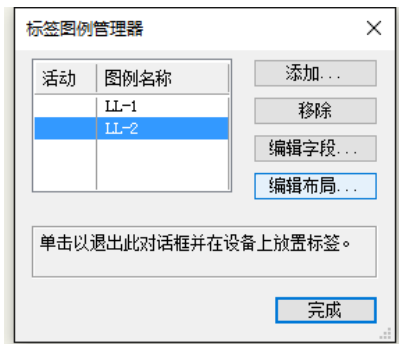 标签图例管理器
活动 图例名称
LL-1
LL-2
添加...
移除
编辑字段...
编辑布局...
单击以退出此对话框并在设备上放置标签。
完成